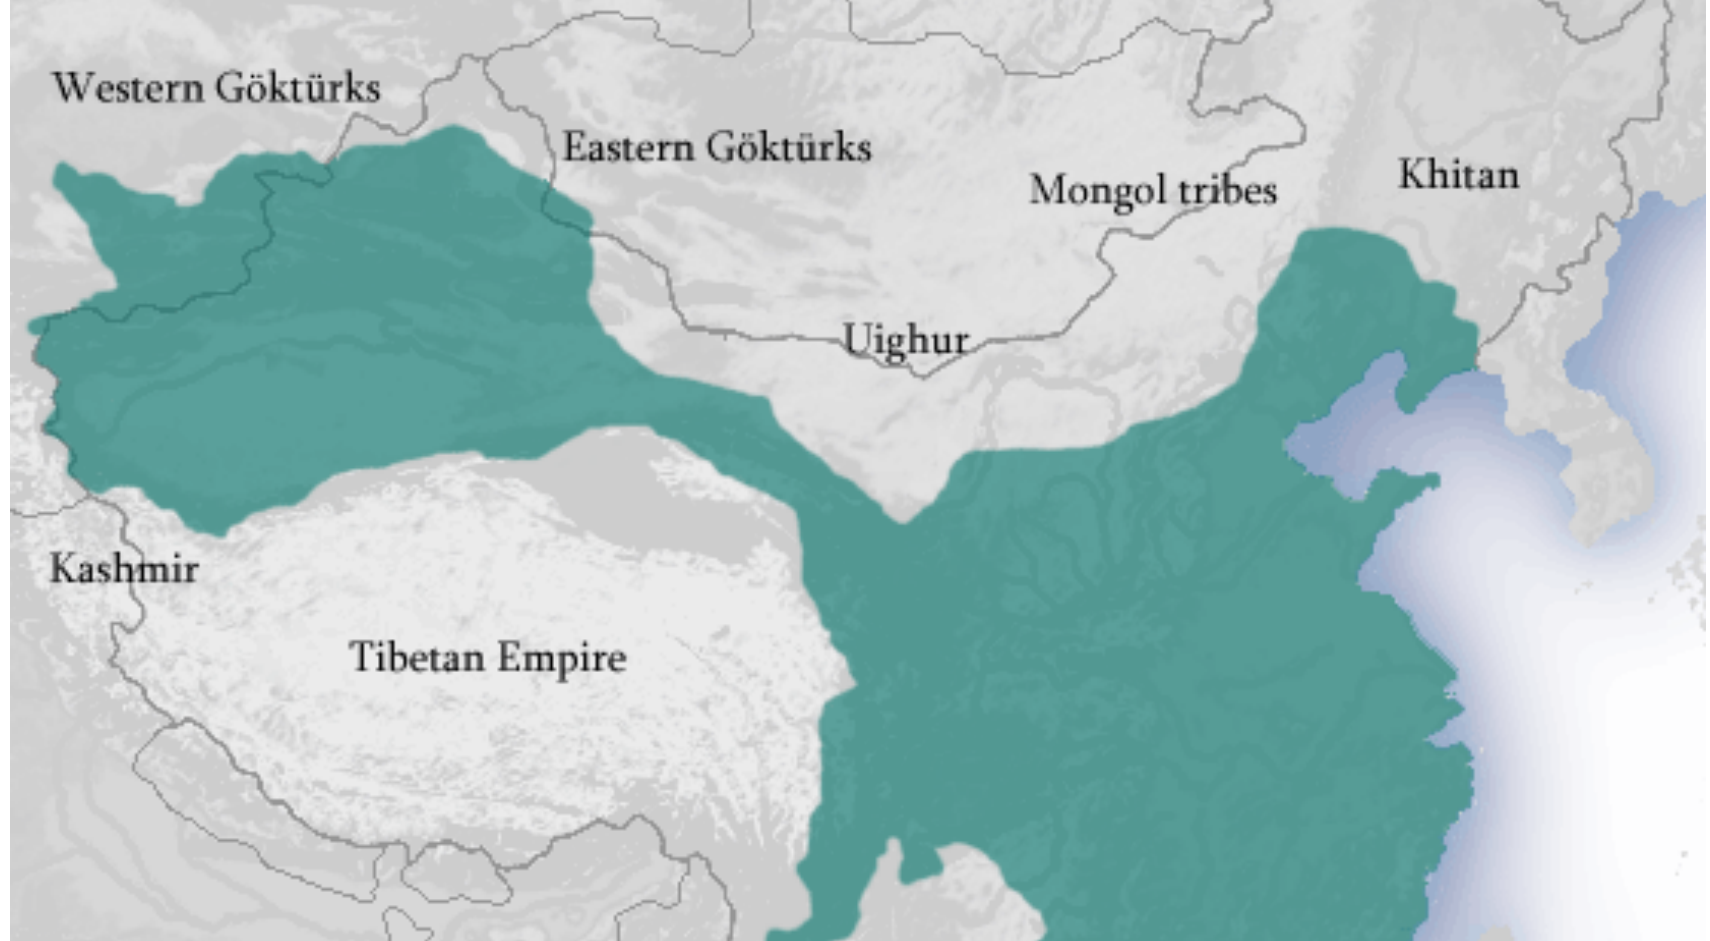 Western Göktürks
Eastern Göktürks
Mongol tribes
Khitan
Uighur
Kashmir
Tibetan Empire